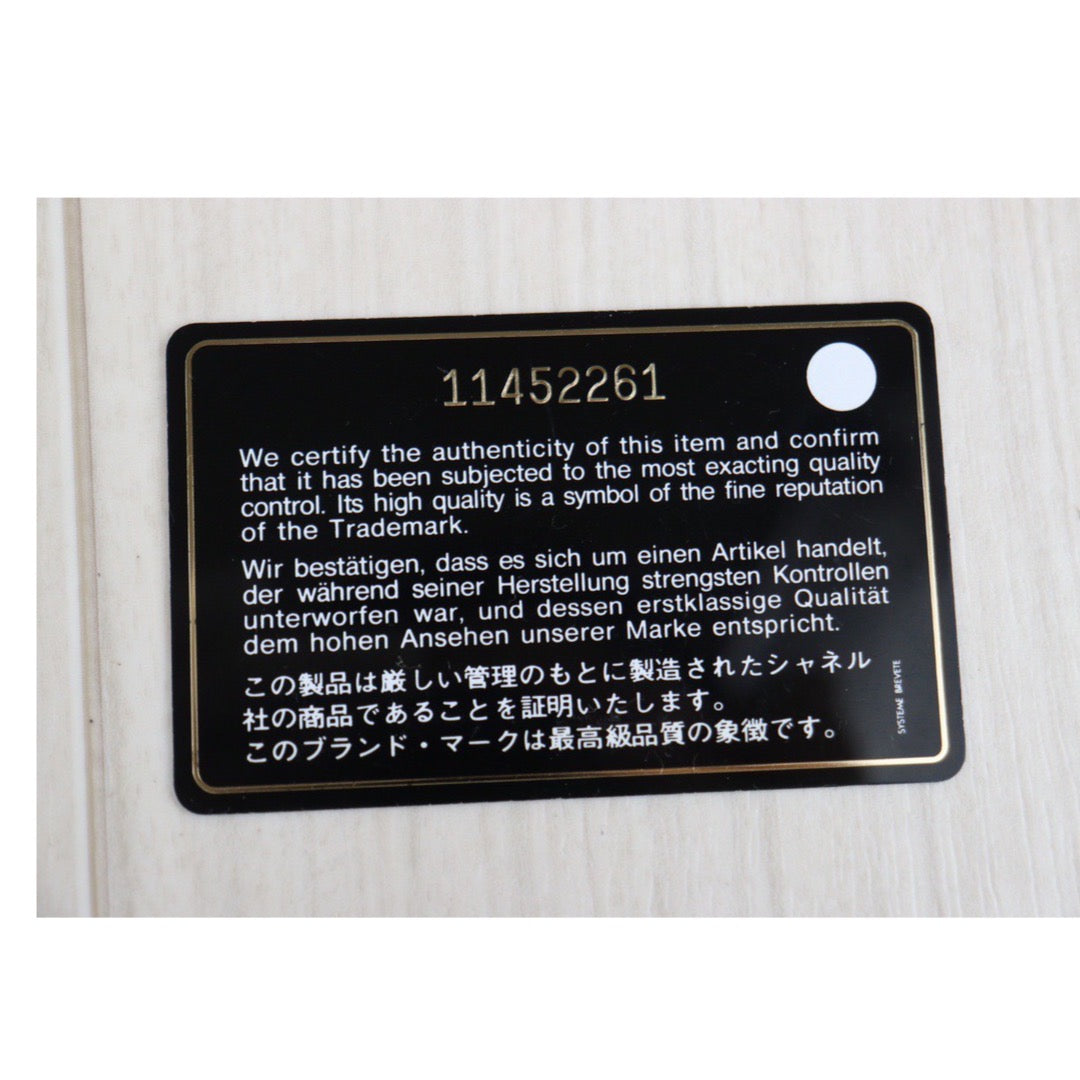 11452261
We certify the authenticity of this item and confirm
that it has been subjected to the most exacting quality
control. Its high quality is a symbol of the fine reputation
of the Trademark.
Wir bestätigen, dass es sich um einen Artikel handelt,
der während seiner Herstellung strengsten Kontrollen
unterworfen war, und dessen erstklassige Qualität
dem hohen Ansehen unserer Marke entspricht.
この製品は厳しい管理のもとに製造されたシャネル
社の商品であることを証明いたします。
このブランド・マークは最高級品質の象徴です。
SYSTEME BREVETE